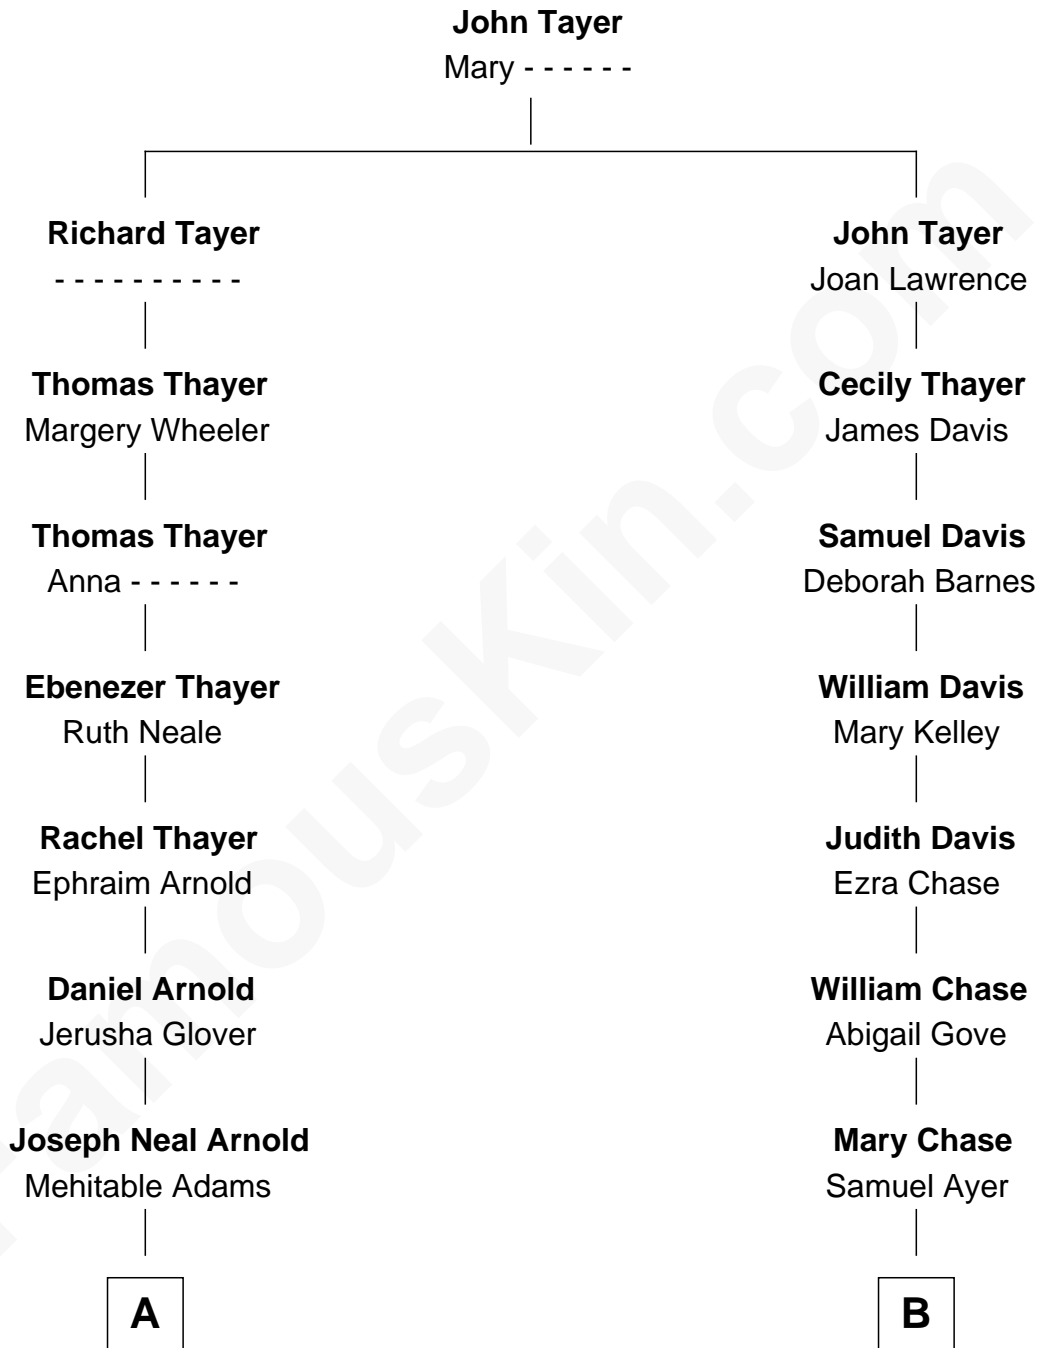 John Tayer
Mary - - - - - -
Richard Tayer
- - - - - - - - - -
Thomas Thayer
Margery Wheeler
Thomas Thayer
Anna - - - - - -
Ebenezer Thayer
Ruth Neale
Rachel Thayer
Ephraim Arnold
Daniel Arnold
Jerusha Glover
Joseph Neal Arnold
Mehitable Adams
A
John Tayer
Joan Lawrence
Cecily Thayer
James Davis
Samuel Davis
Deborah Barnes
William Davis
Mary Kelley
Judith Davis
Ezra Chase
William Chase
Abigail Gove
Mary Chase
Samuel Ayer
B
FamousKin.com